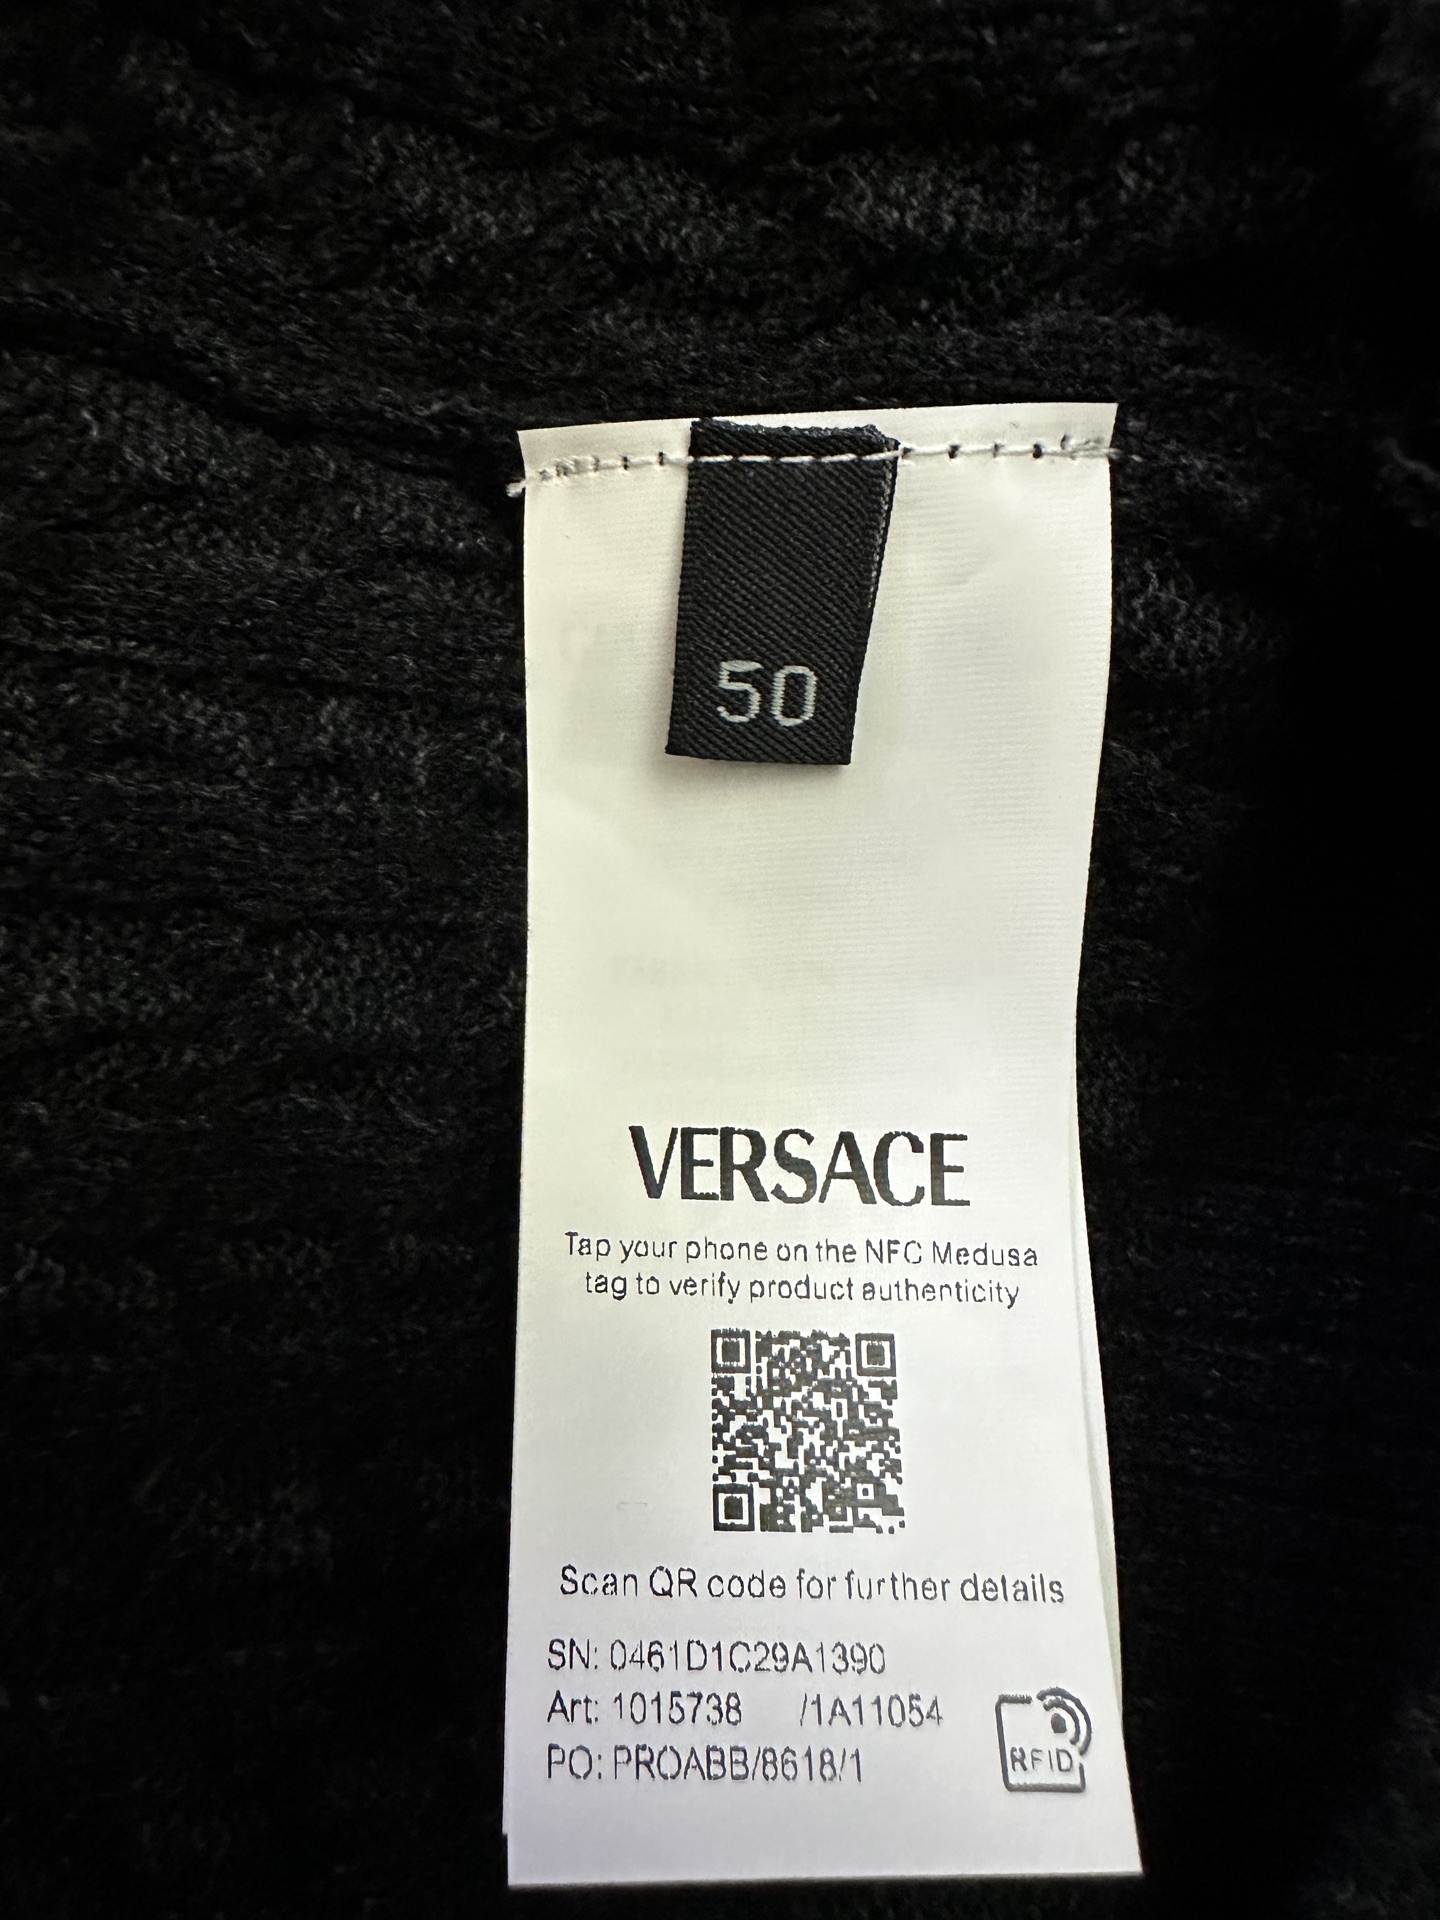 50
VERSACE
Tap your phone on the NFC Medusa
tag to verify product authenticity
Scan QR code for further details
SN: 0461D1C29A1390
Art: 1015738 /1A11054
PO: PROABB/8618/1
RFID